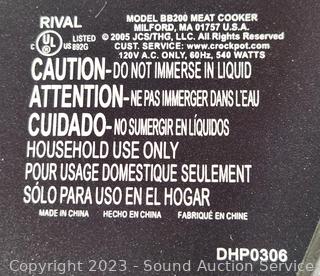 RIVAL
MODEL BB200 MEAT COOKER
MILFORD, MA 01757 U.S.A.
© 2005 JCS/THG, LLC. All Rights Reserved
CUST. SERVICE: www.crockpot.com
120V A.C. ONLY, 60Hz, 540 WATTS
UL LISTED
C US 892G
CAUTION-DO NOT IMMERSE IN LIQUID
ATTENTION-NE PAS IMMERGER DANS L'EAU
CUIDADO-NO SUMERGIR EN LÍQUIDOS
HOUSEHOLD USE ONLY
POUR USAGE DOMESTIQUE SEULEMENT
SÓLO PARA USO EN EL HOGAR
MADE IN CHINA HECHO EN CHINA FABRIQUÉ EN CHINE
DHP0306
Copyright 2023 - Sound Auction Service